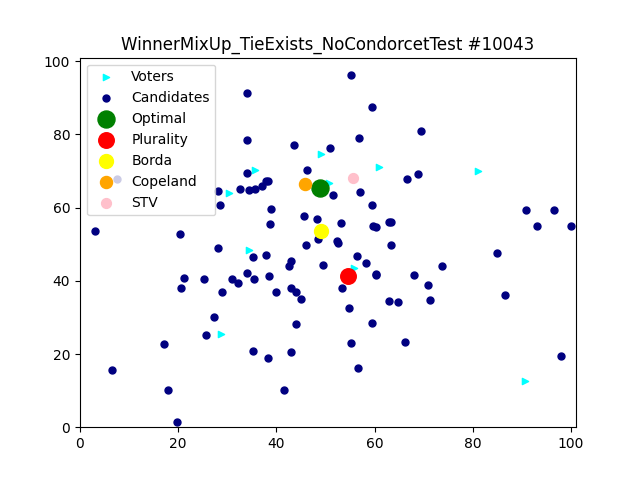 WinnerMixUp_TieExists_NoCondorcetTest #10043
100
80
60
40
20
0
Voters
Candidates
Optimal
Plurality
Borda
Copeland
STV
0 20 40 60 80 100